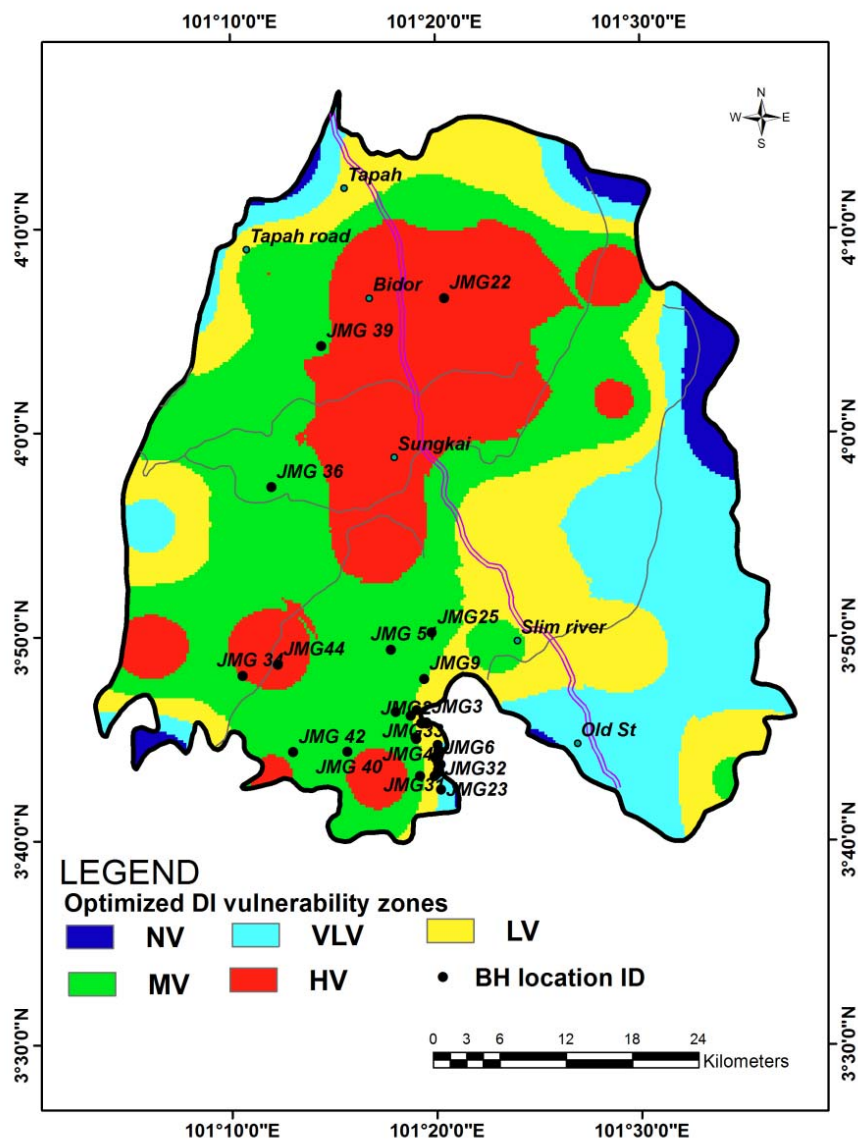 101°10'0"E 101°20'0"E 101°30'0"E
N
W E
S
Tapah
4°10'0"N 4°10'0"N
Tapah road
Bidor JMG22
JMG 39
4°0'0"N 4°0'0"N
Sungkai
JMG 36
JMG25
3°50'0"N 3°50'0"N
JMG 5 Slim river
JMG44
JMG 34 JMG9
JMG3
JMG33
JMG 42 JMG6 Old St
JMG 40 JMG4 JMG32
JMG31 JMG23
3°40'0"N 3°40'0"N
LEGEND
Optimized DI vulnerability zones
NV VLV LV
MV HV BH location ID
0 3 6 12 18 24
Kilometers
3°30'0"N 3°30'0"N
101°10'0"E 101°20'0"E 101°30'0"E